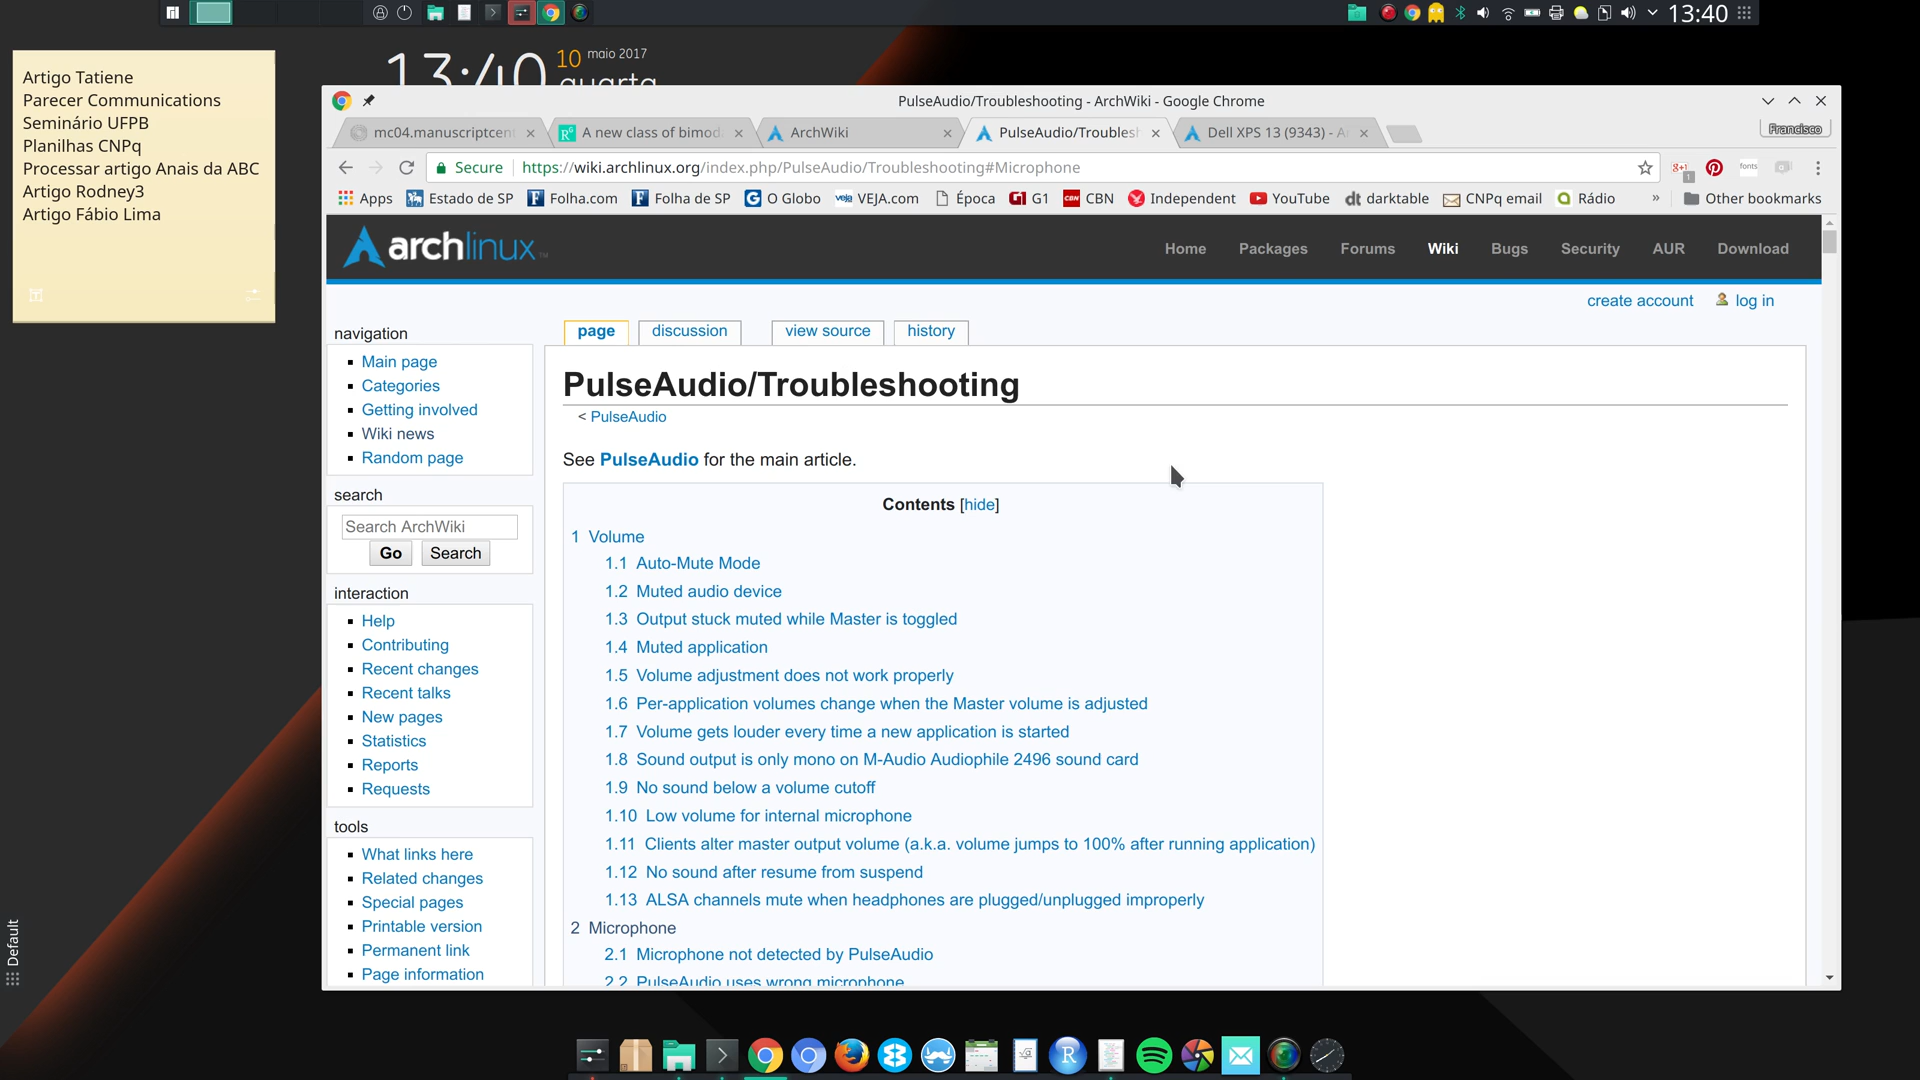 13:40
Artigo Tatiene
Parecer Communications
Seminário UFPB
Planilhas CNPq
Processar artigo Anais da ABC
Artigo Rodney3
Artigo Fábio Lima
13:40 10 maio 2017
quarta
PulseAudio/Troubleshooting - ArchWiki - Google Chrome
mc04.manuscriptcent
A new class of bimod
ArchWiki
PulseAudio/Troubles
Dell XPS 13 (9343) - A
Francisco
Secure https://wiki.archlinux.org/index.php/PulseAudio/Troubleshooting#Microphone
Apps Estado de SP Folha.com Folha de SP O Globo VEJA.com Época G1 CBN Independent YouTube darktable CNPq email Rádio » Other bookmarks
archlinux
Home Packages Forums Wiki Bugs Security AUR Download
create account log in
page discussion view source history
navigation
Main page
Categories
Getting involved
Wiki news
Random page
search
Search ArchWiki
Go Search
interaction
Help
Contributing
Recent changes
Recent talks
New pages
Statistics
Reports
Requests
tools
What links here
Related changes
Special pages
Printable version
Permanent link
Page information
PulseAudio/Troubleshooting
< PulseAudio
See PulseAudio for the main article.
Contents [hide]
1 Volume
1.1 Auto-Mute Mode
1.2 Muted audio device
1.3 Output stuck muted while Master is toggled
1.4 Muted application
1.5 Volume adjustment does not work properly
1.6 Per-application volumes change when the Master volume is adjusted
1.7 Volume gets louder every time a new application is started
1.8 Sound output is only mono on M-Audio Audiophile 2496 sound card
1.9 No sound below a volume cutoff
1.10 Low volume for internal microphone
1.11 Clients alter master output volume (a.k.a. volume jumps to 100% after running application)
1.12 No sound after resume from suspend
1.13 ALSA channels mute when headphones are plugged/unplugged improperly
2 Microphone
2.1 Microphone not detected by PulseAudio
2.2 PulseAudio uses wrong microphone
Default